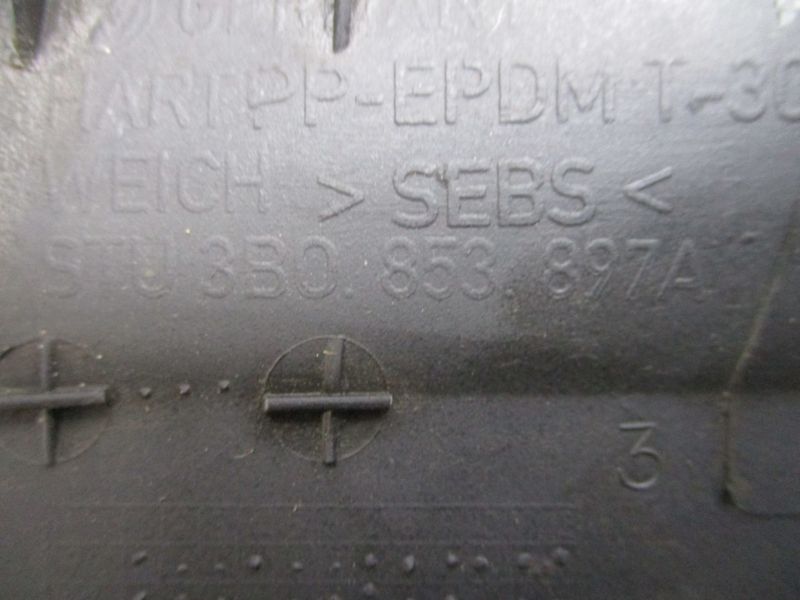 HART PP-EPDM T-30
WEICH >SEBS<
STU 3B0. 853. 897A
3